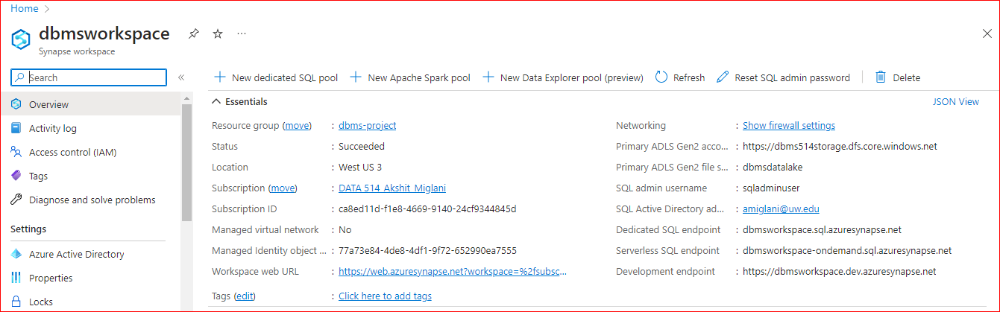 Home >
dbmsworkspace ...
Synapse workspace
Search «
Overview
Activity log
Access control (IAM)
Tags
Diagnose and solve problems
Settings
Azure Active Directory
Properties
Locks
+ New dedicated SQL pool + New Apache Spark pool + New Data Explorer pool (preview) Refresh Reset SQL admin password Delete
Essentials JSON View
Resource group (move) : dbms-project
Status : Succeeded
Location : West US 3
Subscription (move) : DATA 514_Akshit_Miglani
Subscription ID : ca8ed11d-f1e8-4669-9140-24cf9344845d
Managed virtual network : No
Managed Identity object ... : 77a73e84-4de8-4df1-9f72-652990ea7555
Workspace web URL : https://web.azuresynapse.net?workspace=%2fsubsc...
Tags (edit) : Click here to add tags
Networking : Show firewall settings
Primary ADLS Gen2 acco... : https://dbms514storage.dfs.core.windows.net
Primary ADLS Gen2 file s... : dbmsdatalake
SQL admin username : sqladminuser
SQL Active Directory ad... : amiglani@uw.edu
Dedicated SQL endpoint : dbmsworkspace.sql.azuresynapse.net
Serverless SQL endpoint : dbmsworkspace-ondemand.sql.azuresynapse.net
Development endpoint : https://dbmsworkspace.dev.azuresynapse.net